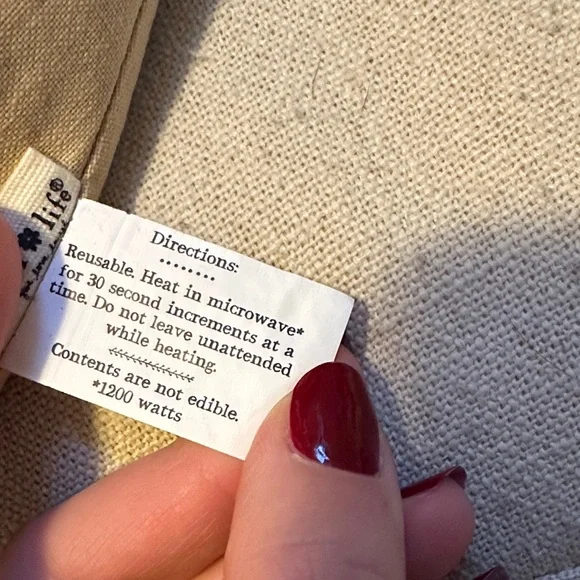 life®
Directions:
Reusable. Heat in microwave*
for 30 second increments at a
time. Do not leave unattended
while heating.
Contents are not edible.
*1200 watts